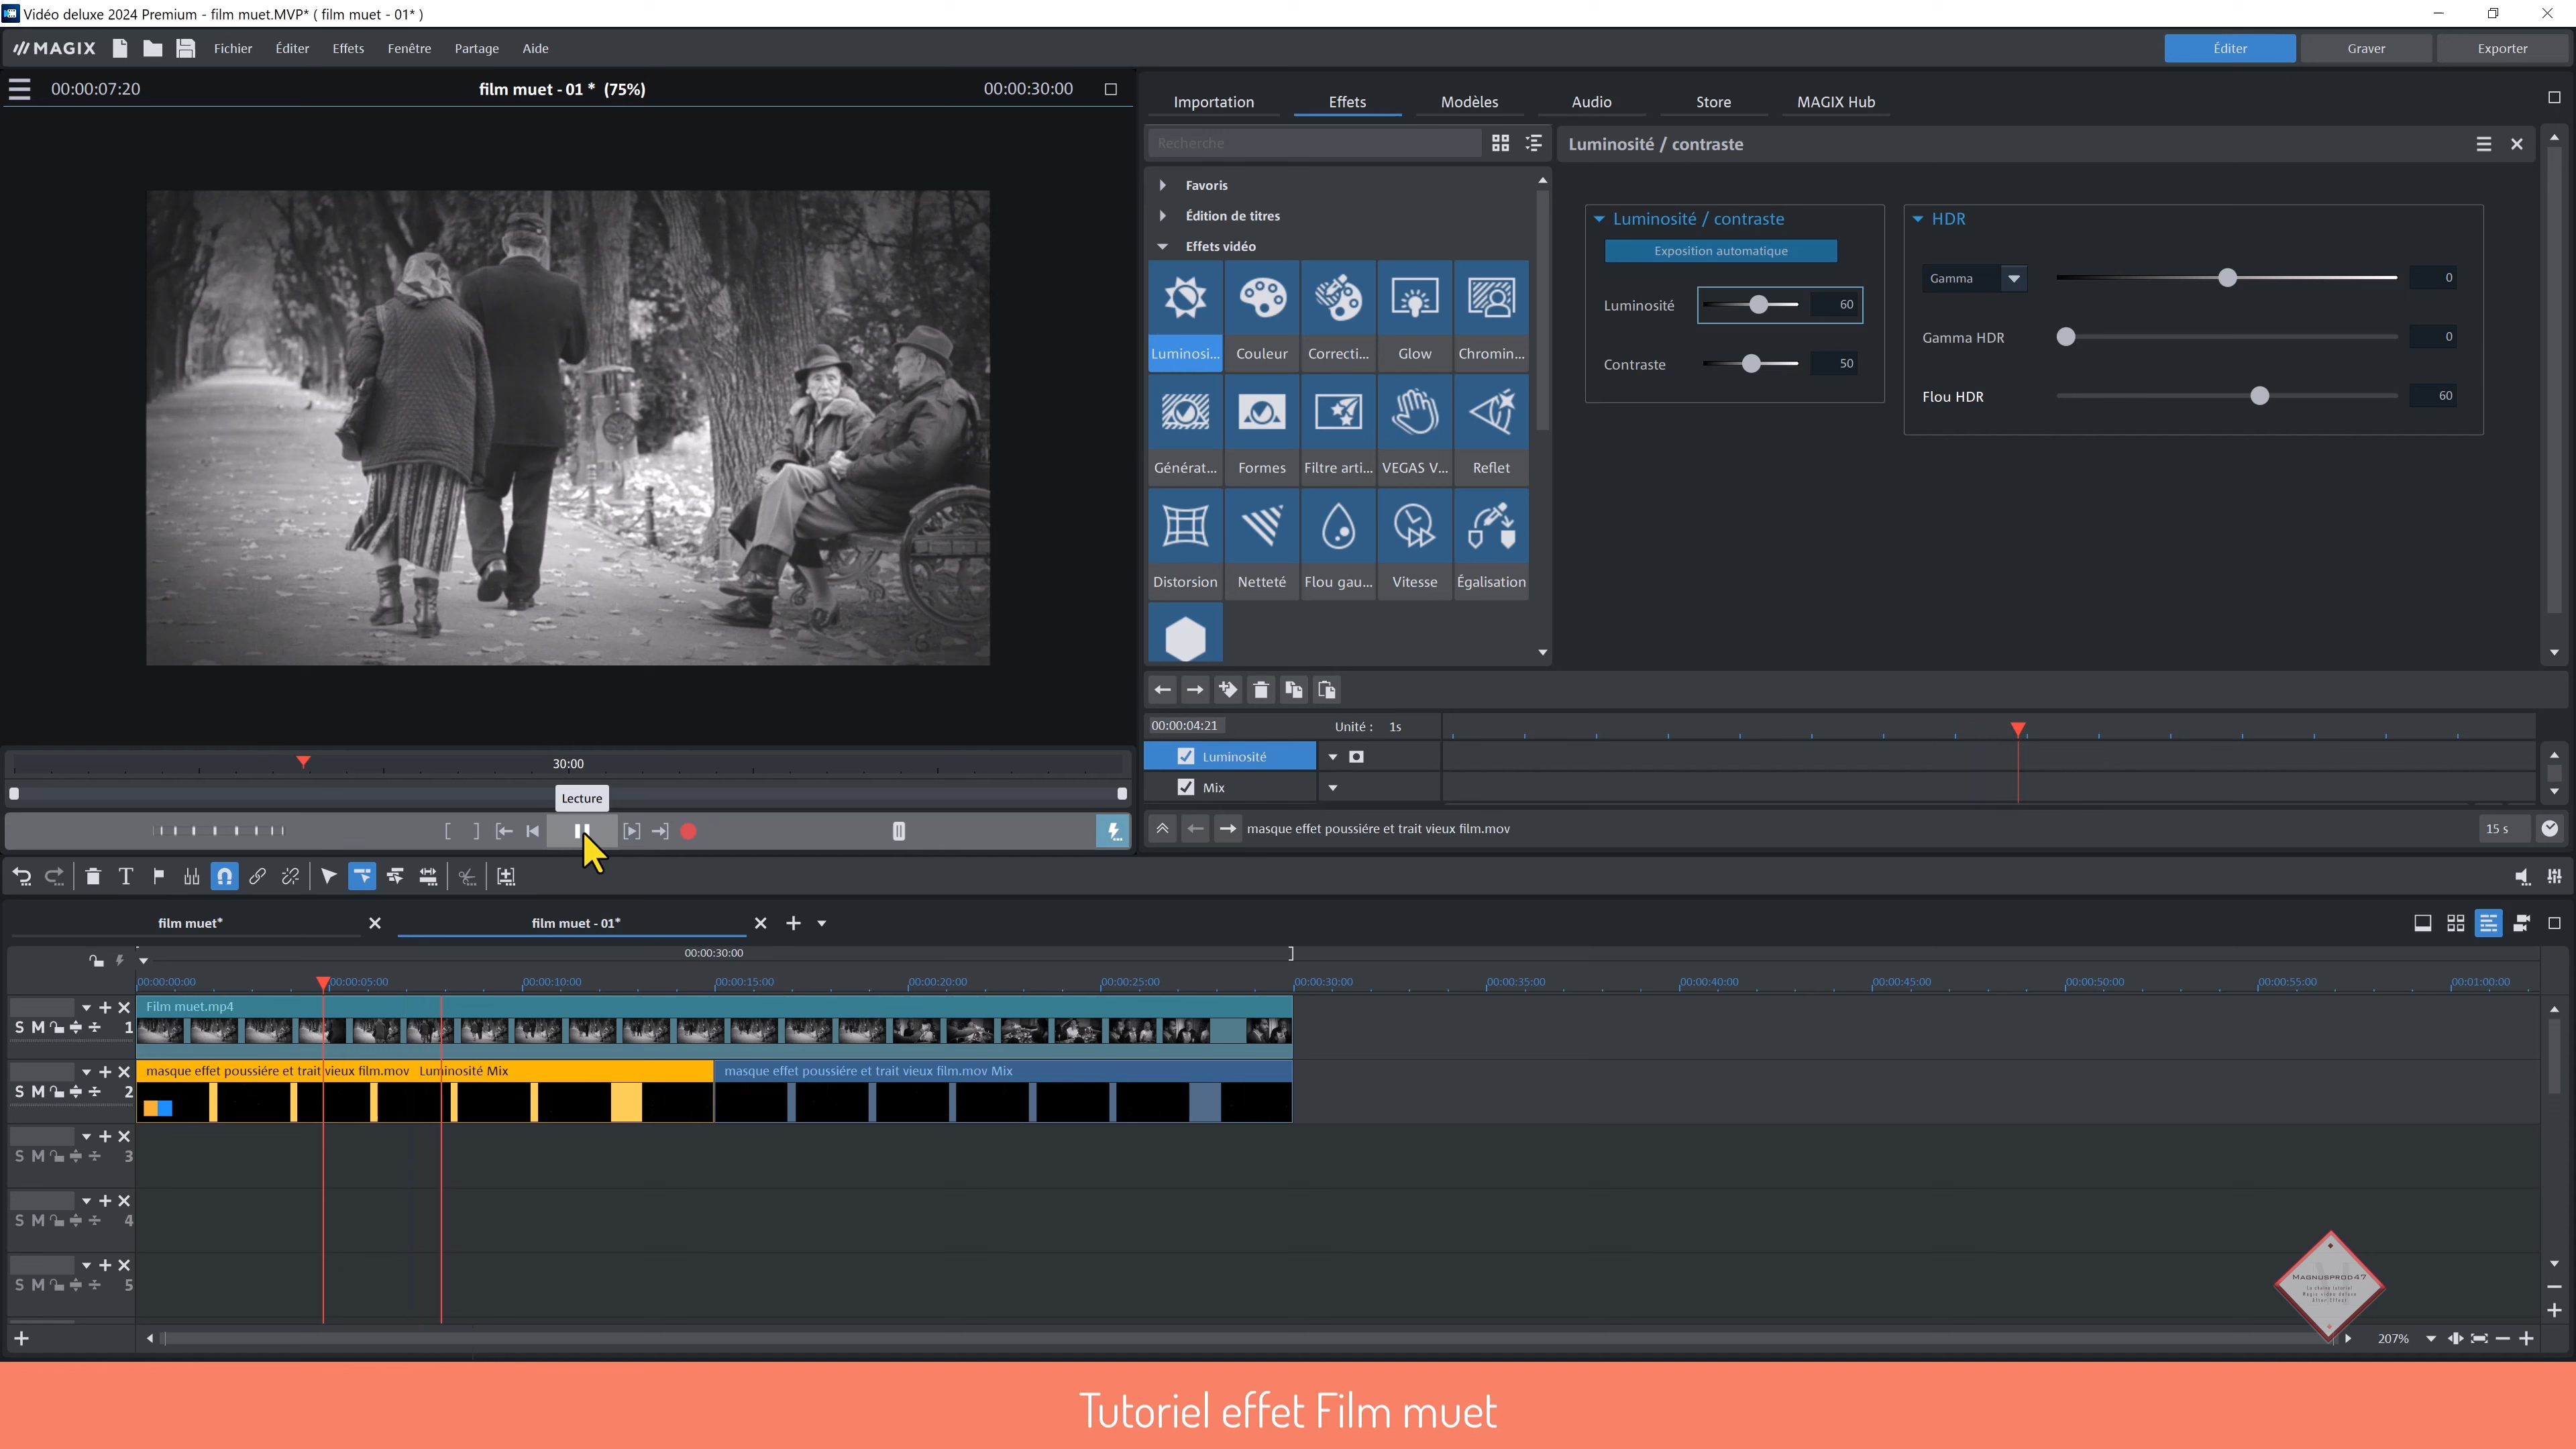 Vidéo deluxe 2024 Premium - film muet.MVP* ( film muet - 01* )
MAGIX Fichier Éditer Effets Fenêtre Partage Aide Éditer Graver Exporter
00:00:07:20 film muet - 01 * (75%) 00:00:30:00
Importation Effets Modèles Audio Store MAGIX Hub
Recherche
Luminosité / contraste
Favoris
Édition de titres
Effets vidéo
Luminosi... Couleur Correcti... Glow Chromin...
Générat... Formes Filtre arti... VEGAS V... Reflet
Distorsion Netteté Flou gau... Vitesse Égalisation
Luminosité / contraste
Exposition automatique
Luminosité 60
Contraste 50
HDR
Gamma 0
Gamma HDR 0
Flou HDR 60
00:00:04:21 Unité : 1s
Luminosité
Mix
30:00
Lecture
masque effet poussiére et trait vieux film.mov 15 s
film muet* film muet - 01*
00:00:30:00
00:00:00:00 00:00:05:00 00:00:10:00 00:00:15:00 00:00:20:00 00:00:25:00 00:00:30:00 00:00:35:00 00:00:40:00 00:00:45:00 00:00:50:00 00:00:55:00 00:01:00:00
Film muet.mp4
S M 1
masque effet poussiére et trait vieux film.mov Luminosité Mix masque effet poussiére et trait vieux film.mov Mix
S M 2
S M 3
S M 4
S M 5
Magnusprod47
207%
Tutoriel effet Film muet